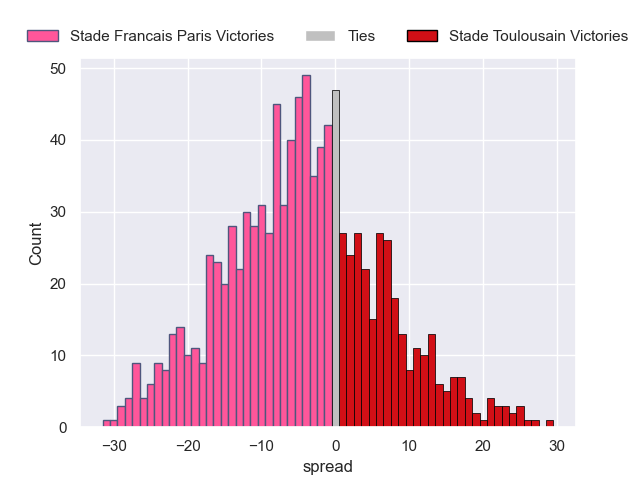 Stade Francais Paris Victories Ties Stade Toulousain Victories
50
40
30
20
10
0
Count
−30 −20 −10 0 10 20 30
spread